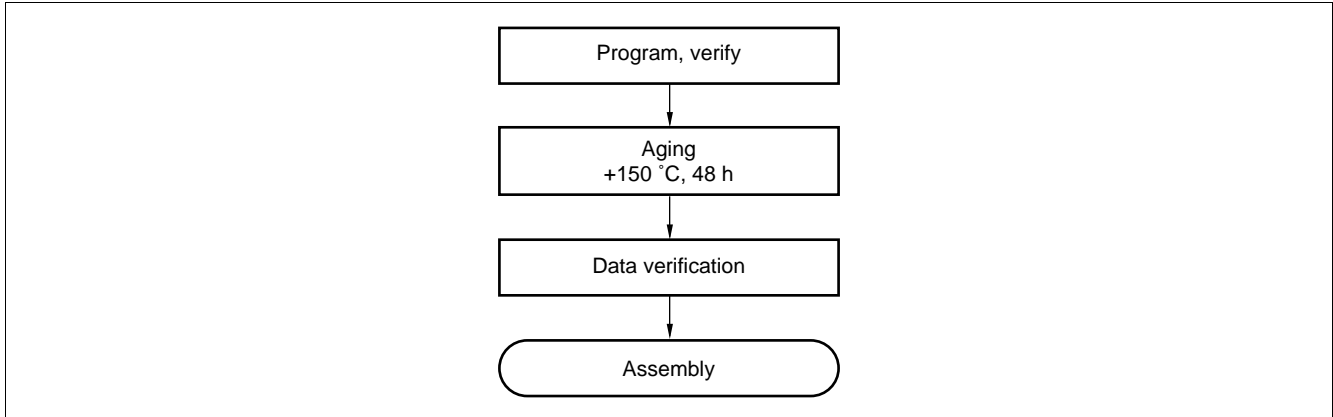 Program, verify
Aging
+150 ˚C, 48 h
Data verification
Assembly